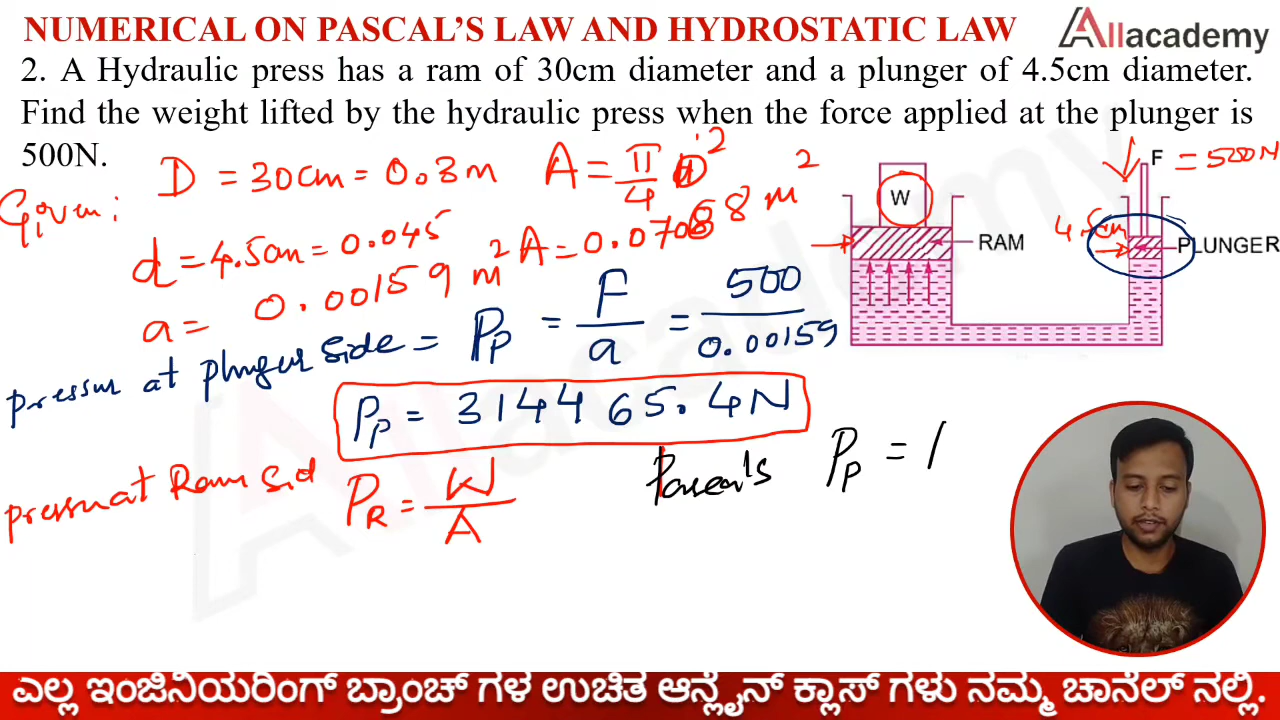 NUMERICAL ON PASCAL'S LAW AND HYDROSTATIC LAW
Allacademy
2. A Hydraulic press has a ram of 30cm diameter and a plunger of 4.5cm diameter.
Find the weight lifted by the hydraulic press when the force applied at the plunger is
500N.
Given:
D = 30cm = 0.3m
A = π/4 D²
d = 4.5cm = 0.045
A = 0.07068 m²
a = 0.00159 m²
F = 500N
W
RAM
4.5cm
PLUNGER
pressur at plunger side = Pp = F/a = 500/0.00159
Pp = 314465.4N
pressur at Ram sid PR = W/A
Pascal's Pp =
ಎಲ್ಲ ಇಂಜಿನಿಯರಿಂಗ್ ಬ್ರಾಂಚ್ ಗಳ ಉಚಿತ ಆನ್ಲೈನ್ ಕ್ಲಾಸ್ ಗಳು ನಮ್ಮ ಚಾನೆಲ್ ನಲ್ಲಿ.